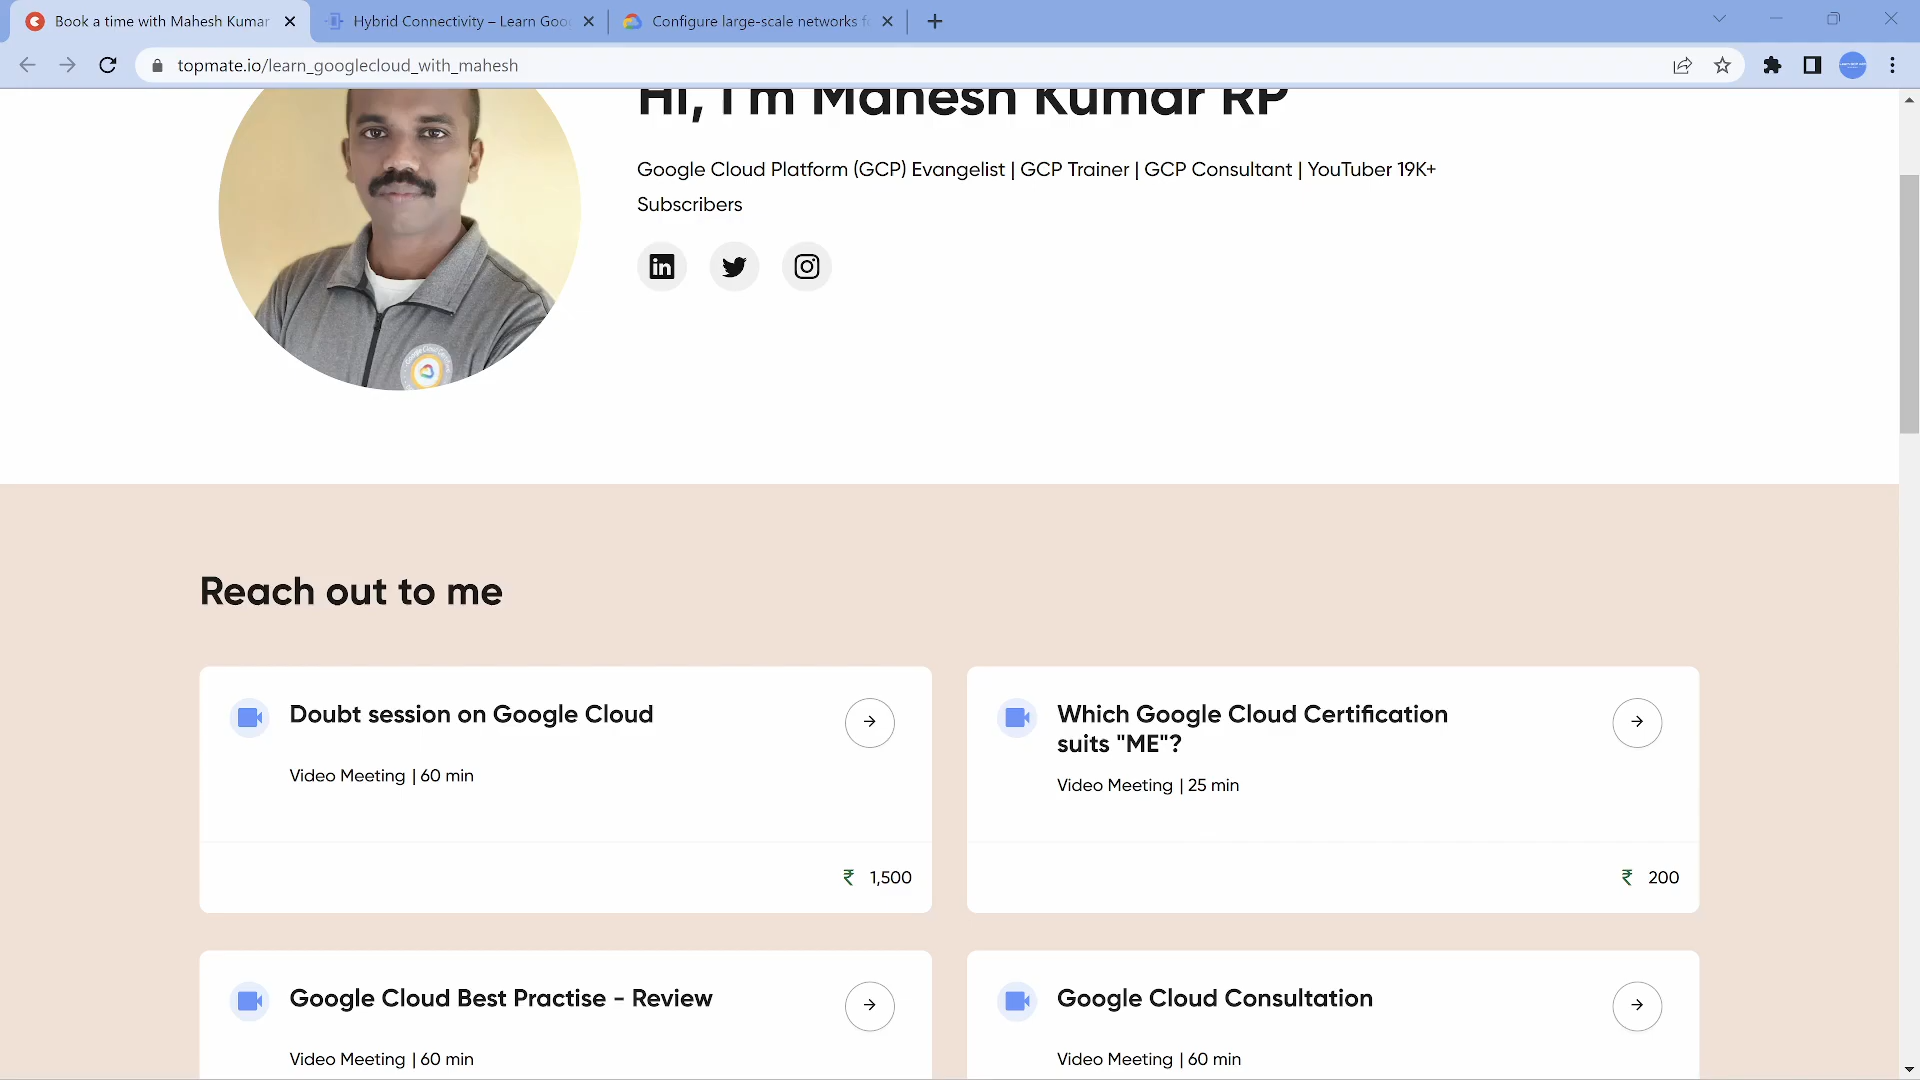 Book a time with Mahesh Kumar
Hybrid Connectivity – Learn Goo
Configure large-scale networks f
topmate.io/learn_googlecloud_with_mahesh
Hi, I'm Mahesh Kumar RP
Google Cloud Platform (GCP) Evangelist | GCP Trainer | GCP Consultant | YouTuber 19K+
Subscribers
Reach out to me
Doubt session on Google Cloud
Video Meeting | 60 min
₹ 1,500
Which Google Cloud Certification
suits "ME"?
Video Meeting | 25 min
₹ 200
Google Cloud Best Practise - Review
Video Meeting | 60 min
Google Cloud Consultation
Video Meeting | 60 min